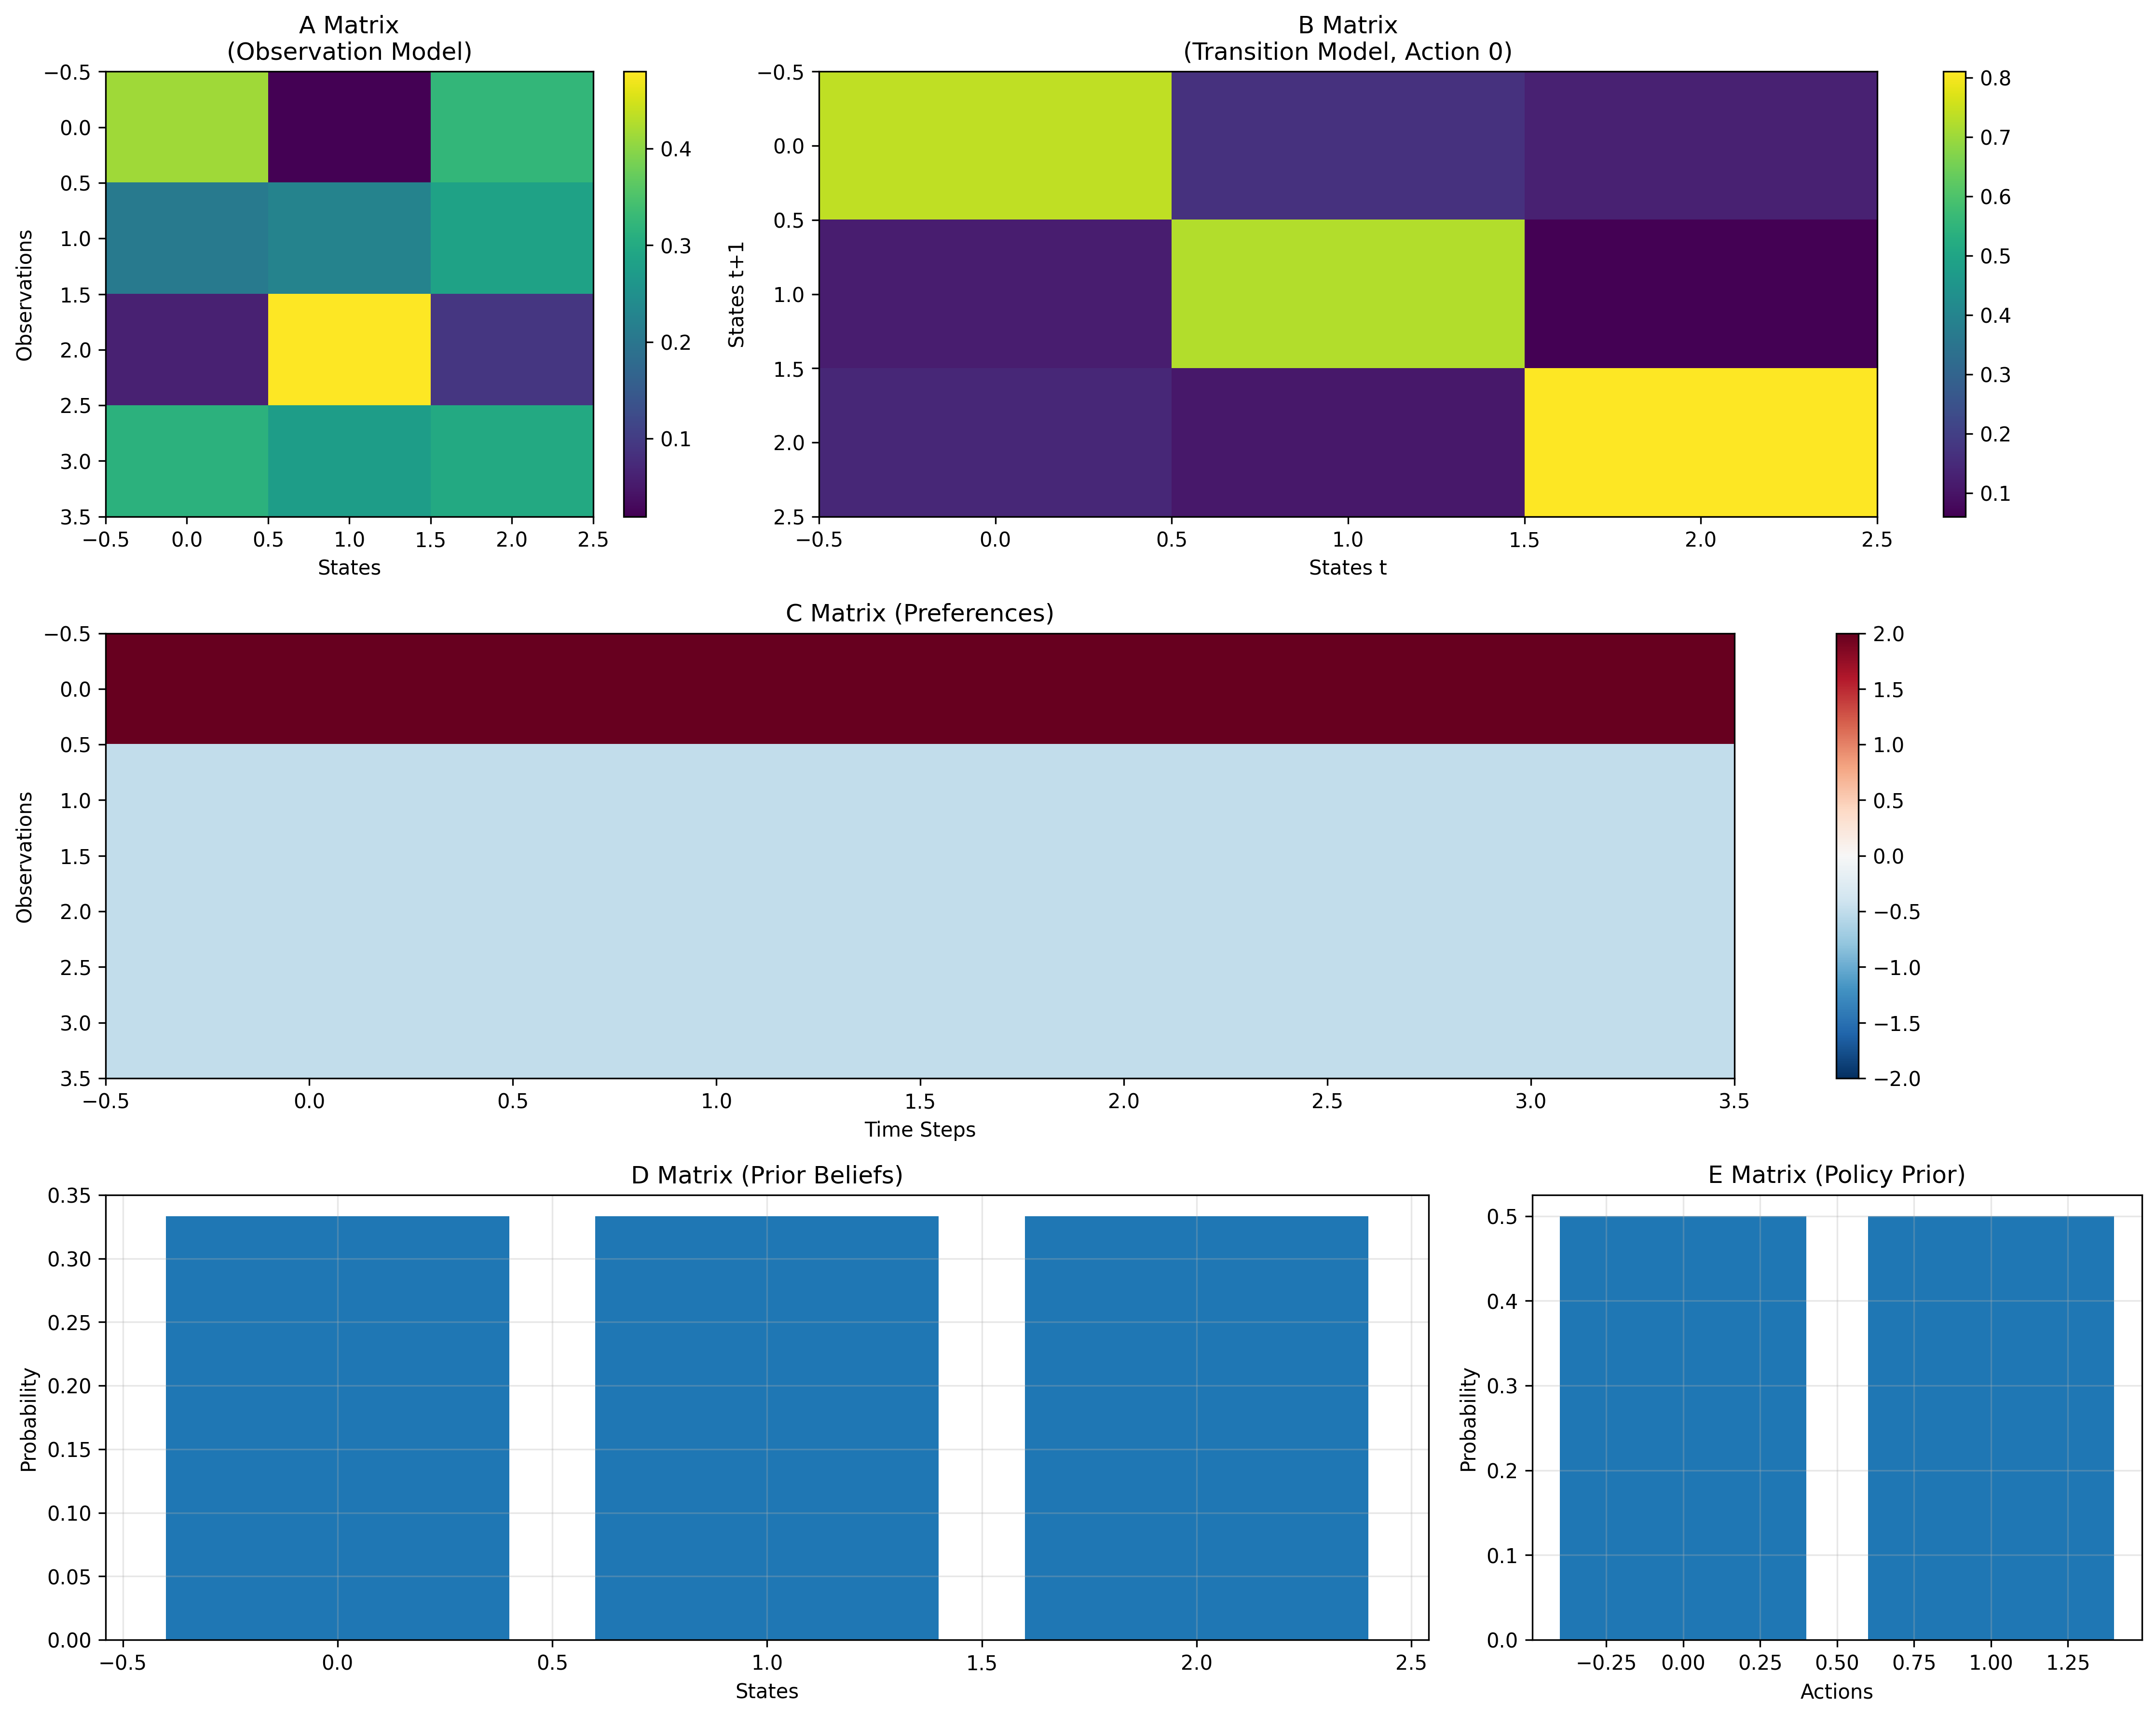 A Matrix
(Observation Model)
−0.5
0.0
0.5
1.0
1.5
2.0
2.5
3.0
3.5
Observations
−0.5 0.0 0.5 1.0 1.5 2.0 2.5
States
0.4
0.3
0.2
0.1
B Matrix
(Transition Model, Action 0)
−0.5
0.0
0.5
1.0
1.5
2.0
2.5
States t+1
−0.5 0.0 0.5 1.0 1.5 2.0 2.5
States t
0.8
0.7
0.6
0.5
0.4
0.3
0.2
0.1
C Matrix (Preferences)
−0.5
0.0
0.5
1.0
1.5
2.0
2.5
3.0
3.5
Observations
−0.5 0.0 0.5 1.0 1.5 2.0 2.5 3.0 3.5
Time Steps
2.0
1.5
1.0
0.5
0.0
−0.5
−1.0
−1.5
−2.0
D Matrix (Prior Beliefs)
0.35
0.30
0.25
0.20
0.15
0.10
0.05
0.00
Probability
−0.5 0.0 0.5 1.0 1.5 2.0 2.5
States
E Matrix (Policy Prior)
0.5
0.4
0.3
0.2
0.1
0.0
Probability
−0.25 0.00 0.25 0.50 0.75 1.00 1.25
Actions